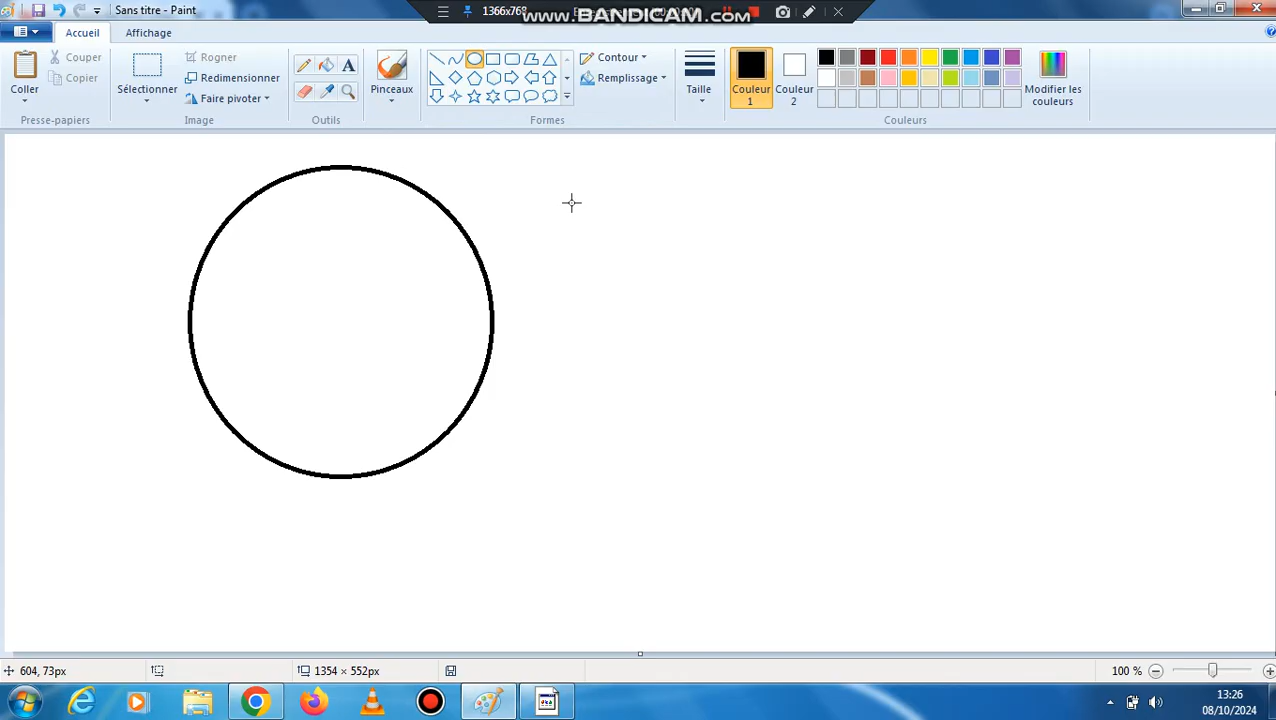 Sans titre - Paint
1366x768
www.BANDICAM.com
Accueil
Affichage
Coller
Couper
Copier
Presse-papiers
Sélectionner
Rogner
Redimensionner
Faire pivoter
Image
A
Outils
Pinceaux
Contour
Remplissage
Formes
Taille
Couleur
1
Couleur
2
Modifier les
couleurs
Couleurs
604, 73px
1354 × 552px
100 %
13:26
08/10/2024